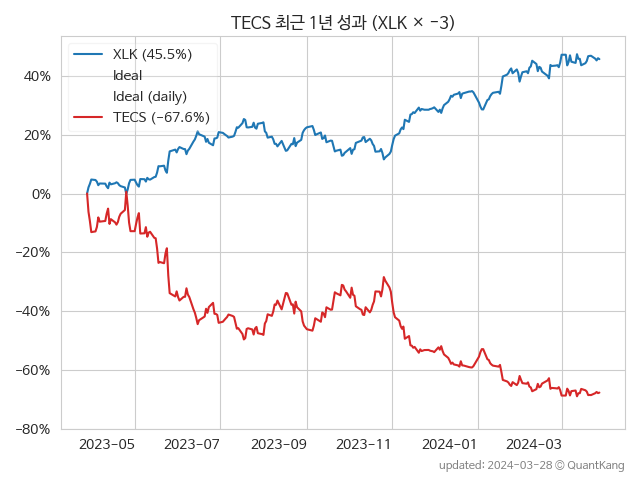 TECS 최근 1년 성과 (XLK × −3)
XLK (45.5%)
Ideal
Ideal (daily)
TECS (−67.6%)
40%
20%
0%
−20%
−40%
−60%
−80%
2023-05 2023-07 2023-09 2023-11 2024-01 2024-03
updated: 2024-03-28 © QuantKang